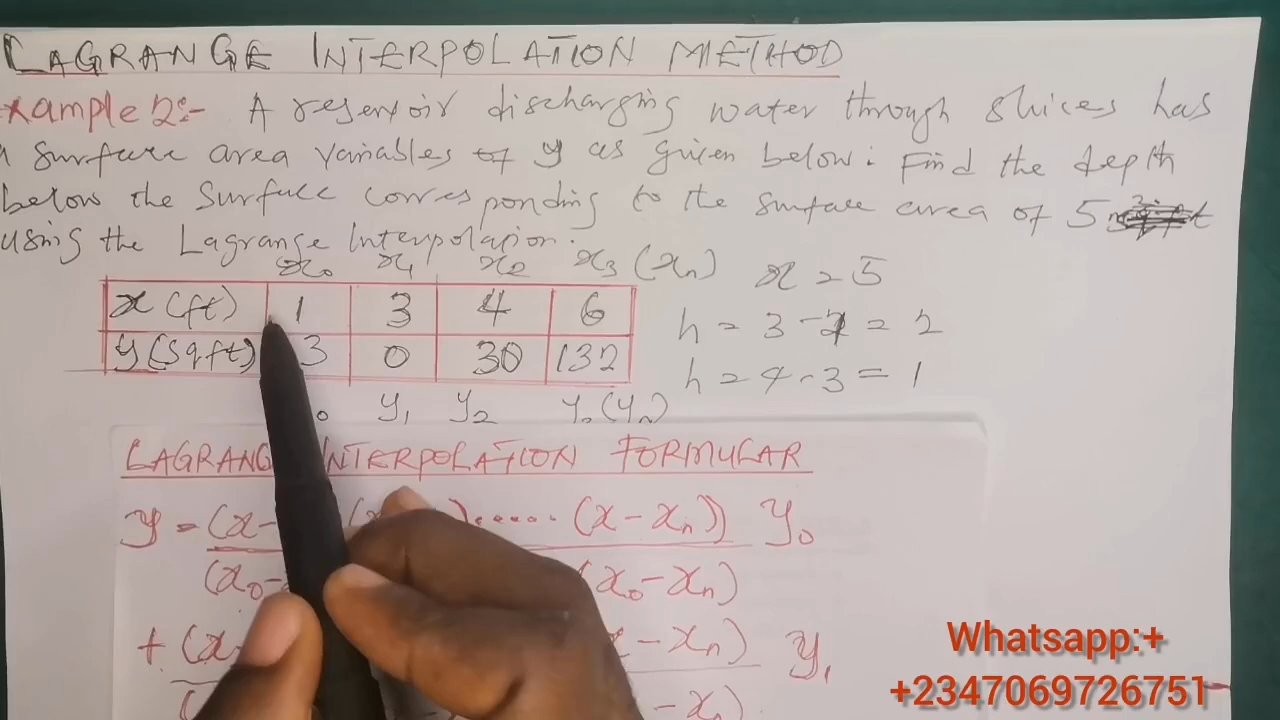 LAGRANGE INTERPOLATION METHOD
xample 2:- A reservoir discharging water through sluices has
surface area variables of y as given below: Find the depth
below the surface corresponding to the surface area of 5
using the Lagrange Interpolation.
x0 x1 x2 x3 (xn) x = 5
x (ft) 1 3 4 6
h = 3 - 1 = 2
y (sqft) 3 0 30 132
h = 4 - 3 = 1
0 y1 y2 y0 (yn)
LAGRANG INTERPOLATION FORMULAR
y = (x- ) ..... (x - xn)) y0
(x0- (x0 - xn)
+ (x - xn) y1
- xn)
Whatsapp:+
+2347069726751